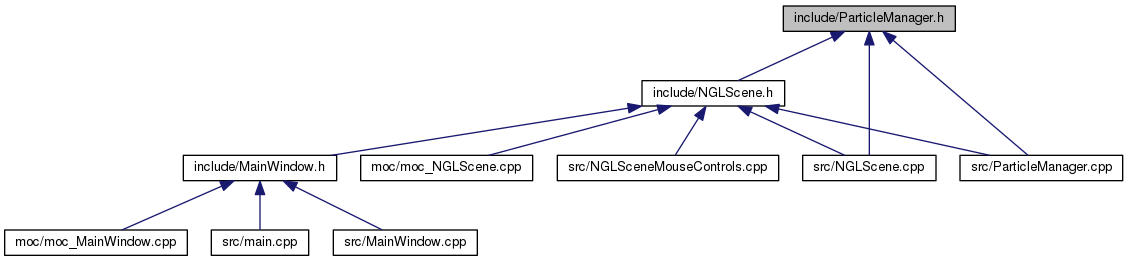 include/ParticleManager.h
include/NGLScene.h
include/MainWindow.h
moc/moc_NGLScene.cpp
src/NGLSceneMouseControls.cpp
src/NGLScene.cpp
src/ParticleManager.cpp
moc/moc_MainWindow.cpp
src/main.cpp
src/MainWindow.cpp